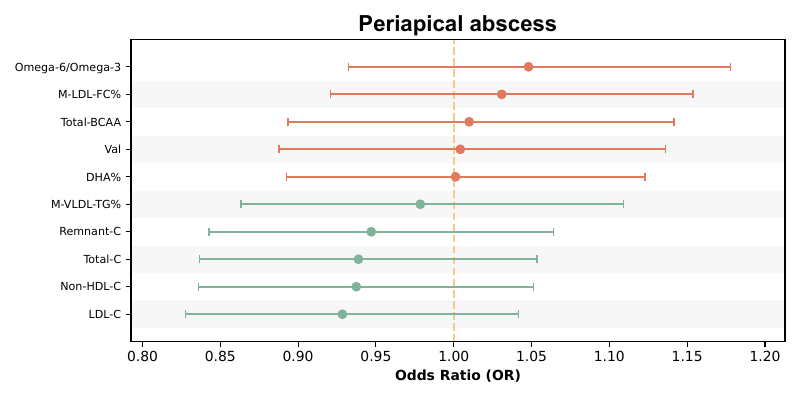 Periapical abscess
Omega-6/Omega-3
M-LDL-FC%
Total-BCAA
Val
DHA%
M-VLDL-TG%
Remnant-C
Total-C
Non-HDL-C
LDL-C
0.80 0.85 0.90 0.95 1.00 1.05 1.10 1.15 1.20
Odds Ratio (OR)